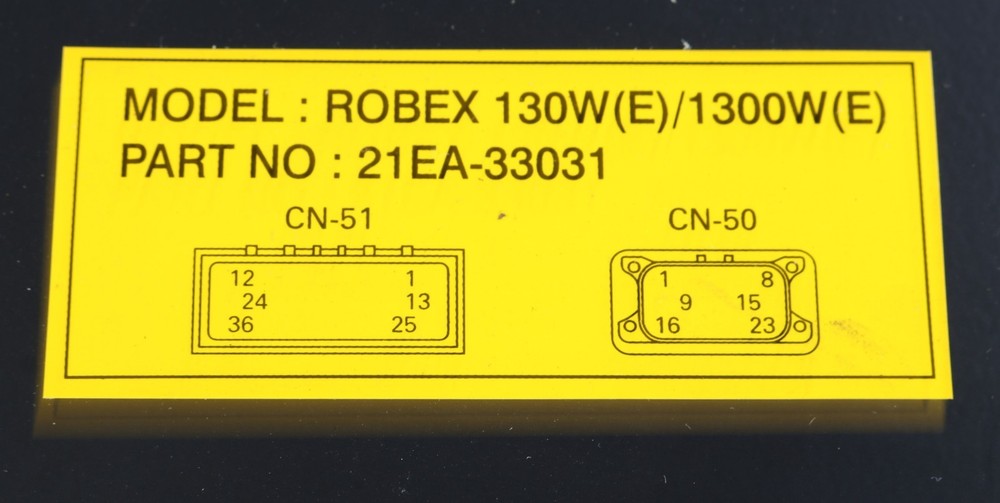 MODEL : ROBEX 130W(E)/1300W(E)
PART NO : 21EA-33031
CN-51
12 1
24 13
36 25
CN-50
1 8
9 15
16 23